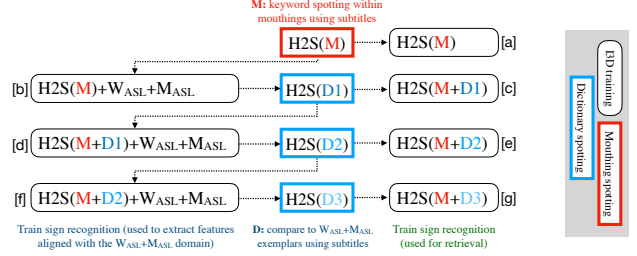 M: keyword spotting within
mouthings using subtitles
H2S(M) H2S(M) [a]
[b] H2S(M)+WASL+MASL H2S(D1) H2S(M+D1) [c]
[d] H2S(M+D1)+WASL+MASL H2S(D2) H2S(M+D2) [e]
[f] H2S(M+D2)+WASL+MASL H2S(D3) H2S(M+D3) [g]
Train sign recognition (used to extract features
aligned with the WASL+MASL domain)
D: compare to WASL+MASL
exemplars using subtitles
Train sign recognition
(used for retrieval)
I3D training
Dictionary spotting
Mouthing spotting